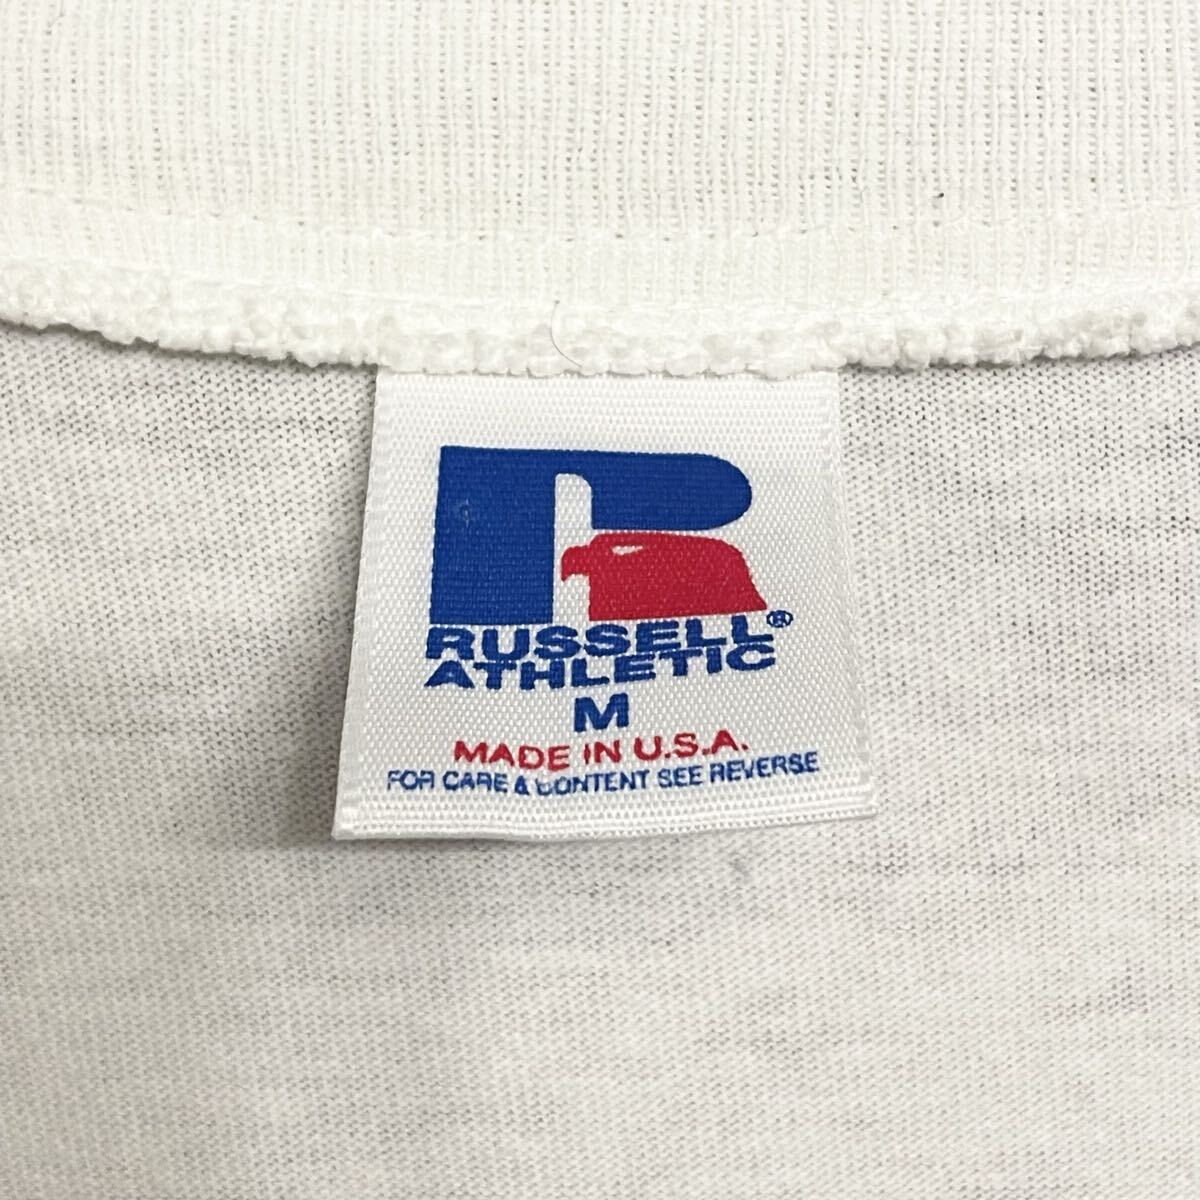 R
RUSSELL®
ATHLETIC
M
MADE IN U.S.A.
FOR CARE & CONTENT SEE REVERSE